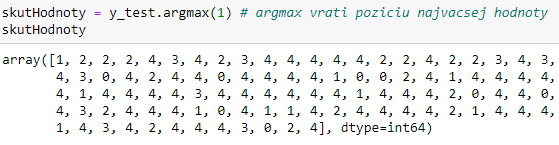 skutHodnoty = y_test.argmax(1) # argmax vrati poziciu najvacsej hodnoty
skutHodnoty
array([1, 2, 2, 2, 4, 3, 4, 2, 3, 4, 4, 4, 4, 4, 2, 2, 4, 2, 2, 3, 4, 3,
4, 3, 0, 4, 2, 4, 4, 0, 4, 4, 4, 4, 1, 0, 0, 2, 4, 1, 4, 4, 4, 4,
4, 1, 4, 4, 4, 4, 3, 4, 4, 4, 4, 4, 4, 1, 4, 4, 4, 2, 0, 4, 4, 0,
4, 3, 2, 4, 4, 4, 1, 0, 4, 1, 1, 4, 2, 4, 4, 4, 4, 2, 1, 4, 4, 4,
1, 4, 3, 4, 2, 4, 4, 4, 3, 0, 2, 4], dtype=int64)